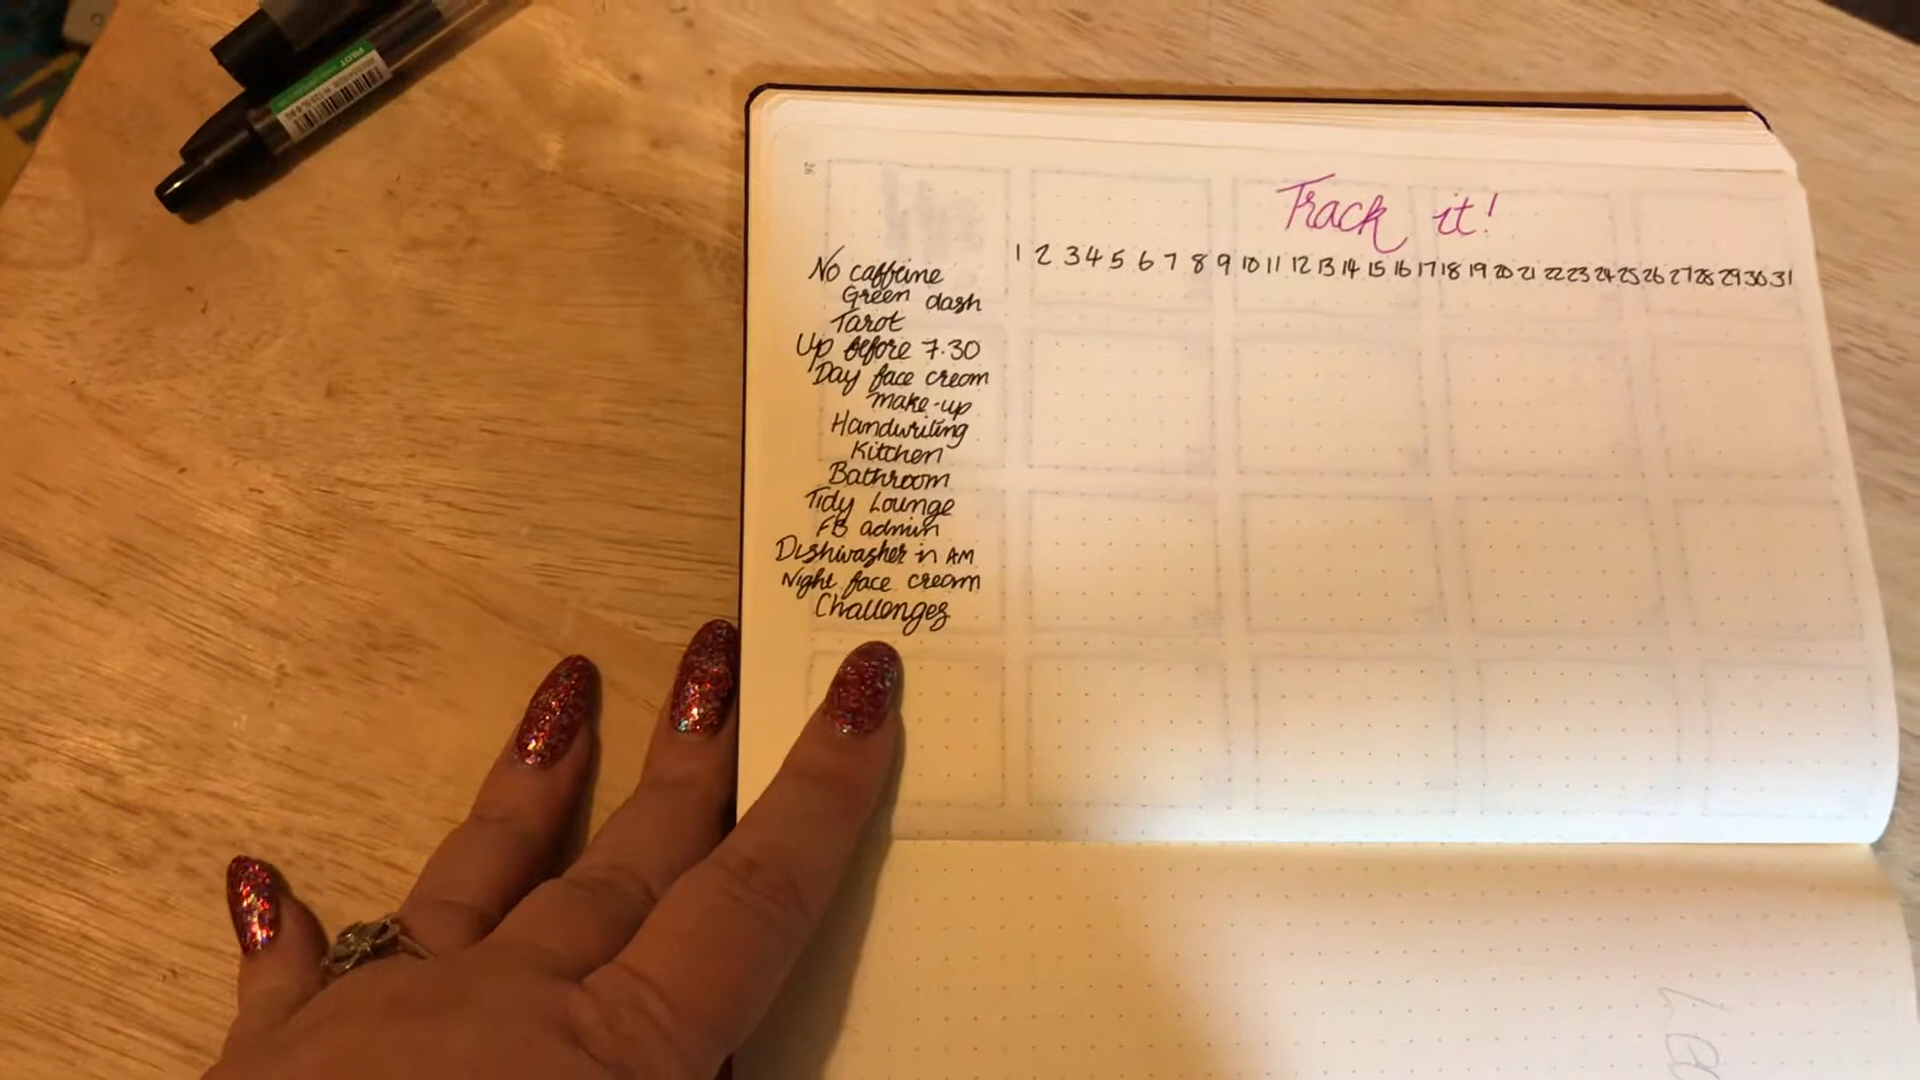 PILOT
26
Track it!
1 2 3 4 5 6 7 8 9 10 11 12 13 14 15 16 17 18 19 20 21 22 23 24 25 26 27 28 29 30 31
No caffeine
Green dash
Tarot
Up before 7.30
Day face cream
make-up
Handwriting
Kitchen
Bathroom
Tidy Lounge
FB admin
Dishwasher in AM
Night face cream
Challenges